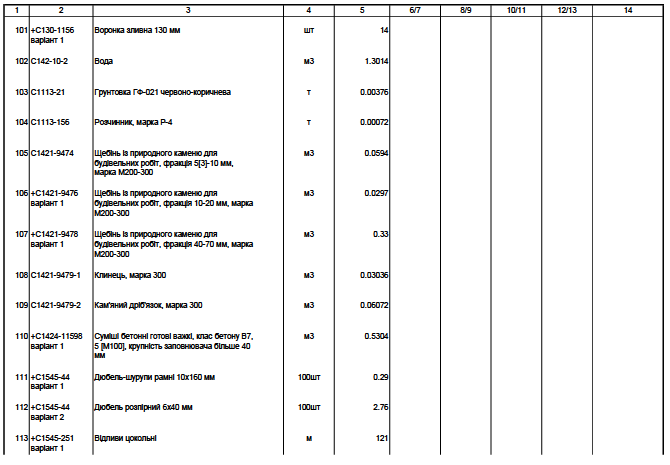 1 2 3 4 5 6/7 8/9 10/11 12/13 14
101 +С130-1156 Воронка зливна 130 мм шт 14
варіант 1
102 С142-10-2 Вода м3 1.3014
103 С1113-21 Грунтовка ГФ-021 червоно-коричнева т 0.00376
104 С1113-156 Розчинник, марка Р-4 т 0.00072
105 С1421-9474 Щебінь із природного каменю для м3 0.0594
будівельних робіт, фракція 5[3]-10 мм,
марка М200-300
106 +С1421-9476 Щебінь із природного каменю для м3 0.0297
варіант 1 будівельних робіт, фракція 10-20 мм, марка
М200-300
107 +С1421-9478 Щебінь із природного каменю для м3 0.33
варіант 1 будівельних робіт, фракція 40-70 мм, марка
М200-300
108 С1421-9479-1 Клинець, марка 300 м3 0.03036
109 С1421-9479-2 Кам'яний дріб'язок, марка 300 м3 0.06072
110 +С1424-11598 Суміші бетонні готові важкі, клас бетону В7, м3 0.5304
варіант 1 5 [М100], крупність заповнювача більше 40
мм
111 +С1545-44 Дюбель-шурупи рамні 10х160 мм 100шт 0.29
варіант 1
112 +С1545-44 Дюбель розпірний 6х40 мм 100шт 2.76
варіант 2
113 +С1545-251 Відливи цокольні м 121
варіант 1